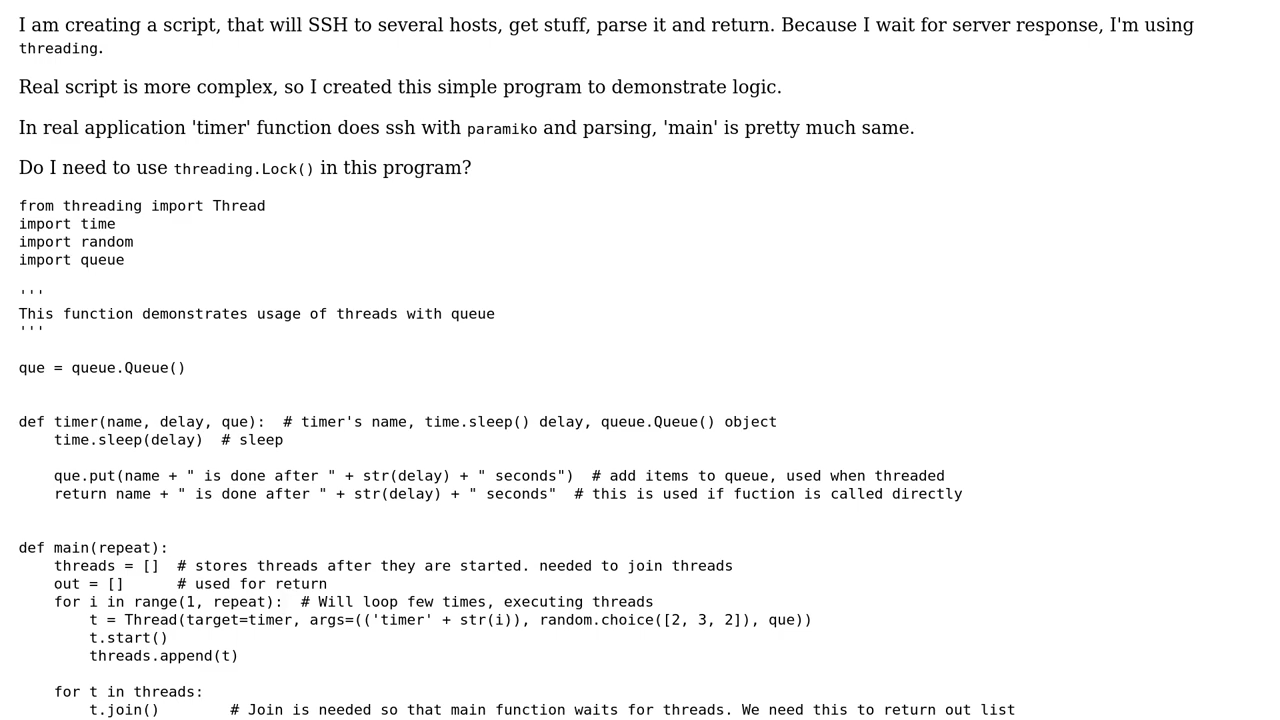 I am creating a script, that will SSH to several hosts, get stuff, parse it and return. Because I wait for server response, I'm using
threading.
Real script is more complex, so I created this simple program to demonstrate logic.
In real application 'timer' function does ssh with paramiko and parsing, 'main' is pretty much same.
Do I need to use threading.Lock() in this program?
from threading import Thread
import time
import random
import queue
'''
This function demonstrates usage of threads with queue
'''
que = queue.Queue()
def timer(name, delay, que):  # timer's name, time.sleep() delay, queue.Queue() object
    time.sleep(delay)  # sleep
    que.put(name + " is done after " + str(delay) + " seconds")  # add items to queue, used when threaded
    return name + " is done after " + str(delay) + " seconds"  # this is used if fuction is called directly
def main(repeat):
    threads = []  # stores threads after they are started. needed to join threads
    out = []      # used for return
    for i in range(1, repeat):  # Will loop few times, executing threads
        t = Thread(target=timer, args=(('timer' + str(i)), random.choice([2, 3, 2]), que))
        t.start()
        threads.append(t)
    for t in threads:
        t.join()        # Join is needed so that main function waits for threads. We need this to return out list